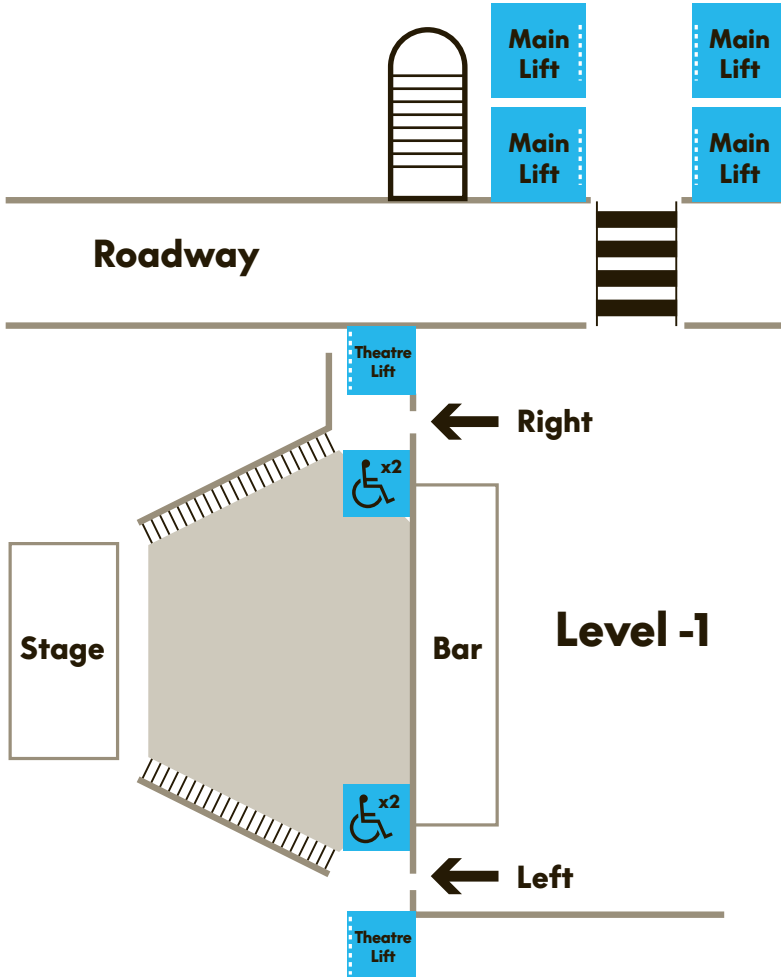 Main
Lift
Main
Lift
Main
Lift
Main
Lift
Roadway
Theatre
Lift
Right
x2
Stage
Bar
Level -1
x2
Left
Theatre
Lift